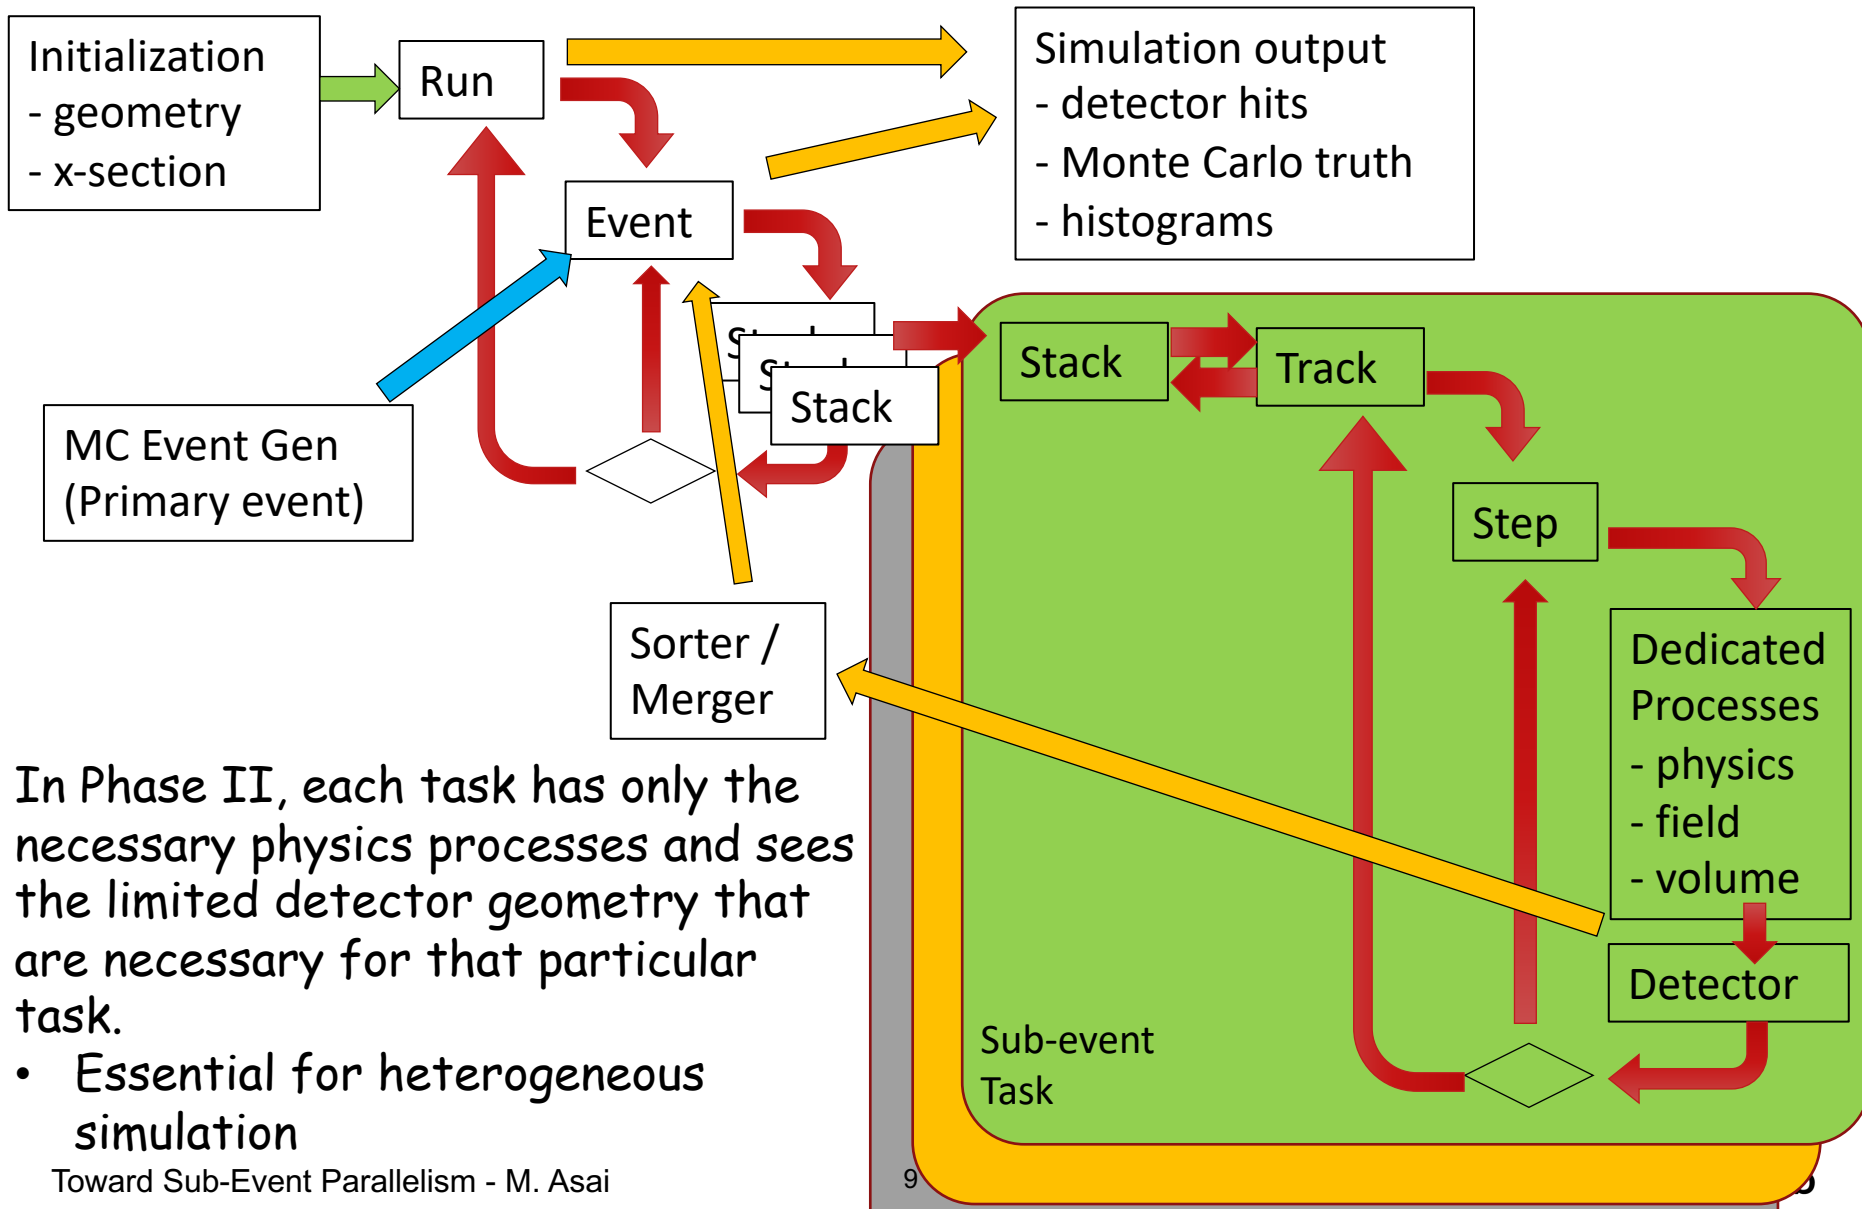 Initialization
- geometry
- x-section
Run
Simulation output
- detector hits
- Monte Carlo truth
- histograms
Event
Stack
MC Event Gen
(Primary event)
Stack
Track
Step
Sorter /
Merger
Dedicated
Processes
- physics
- field
- volume
Detector
Sub-event
Task
In Phase II, each task has only the
necessary physics processes and sees
the limited detector geometry that
are necessary for that particular
task.
• Essential for heterogeneous
simulation
Toward Sub-Event Parallelism - M. Asai
9